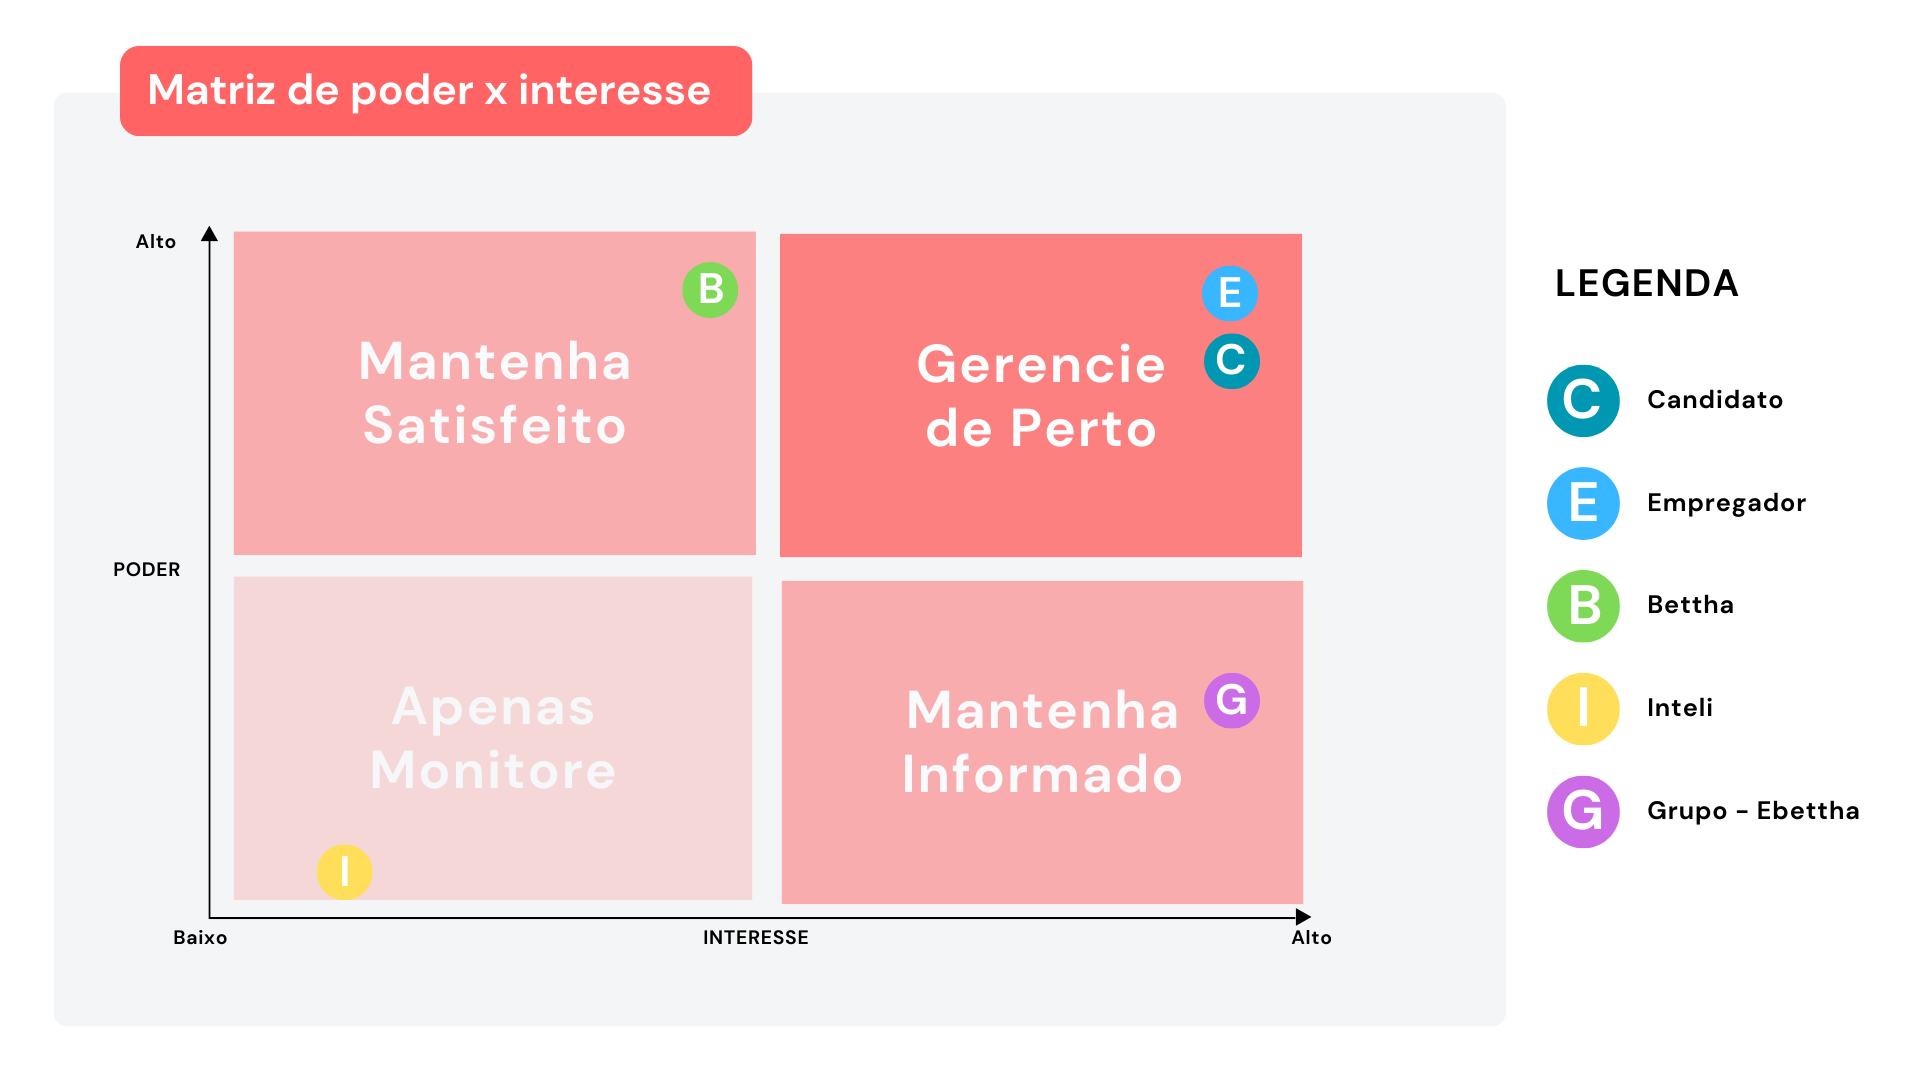 Matriz de poder x interesse
Alto
B
E
C
Mantenha
Satisfeito
Gerencie
de Perto
PODER
Apenas
Monitore
I
Mantenha
Informado
G
Baixo
INTERESSE
Alto
LEGENDA
C Candidato
E Empregador
B Bettha
I Inteli
G Grupo - Ebettha